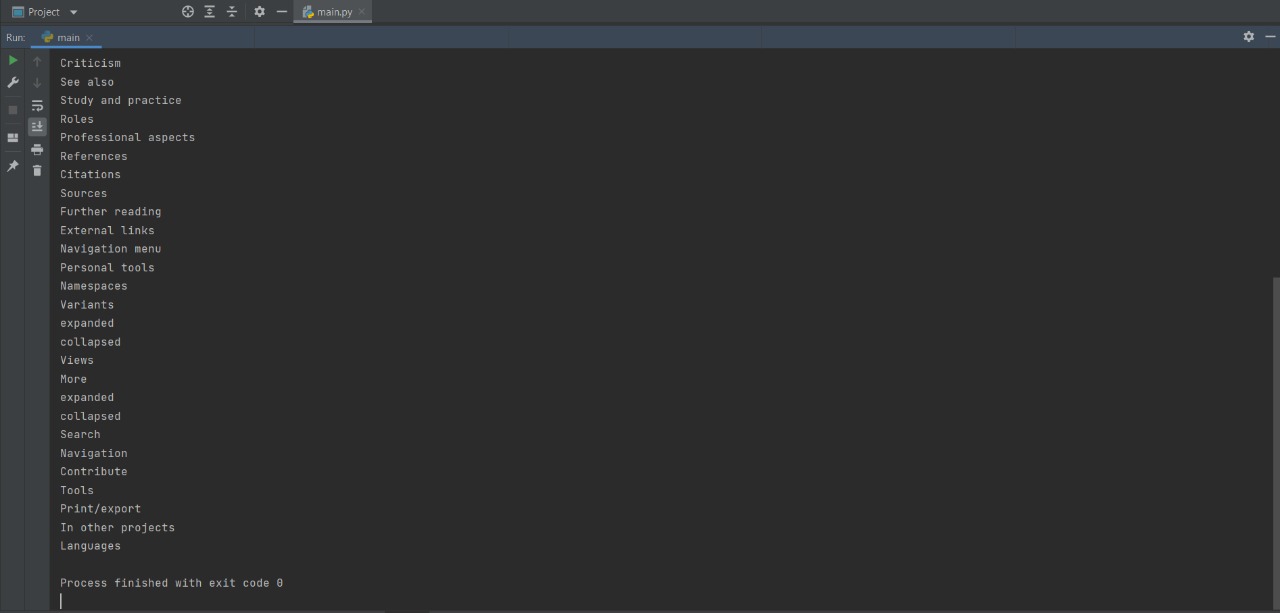 Project main.py
Run: main
Criticism
See also
Study and practice
Roles
Professional aspects
References
Citations
Sources
Further reading
External links
Navigation menu
Personal tools
Namespaces
Variants
expanded
collapsed
Views
More
expanded
collapsed
Search
Navigation
Contribute
Tools
Print/export
In other projects
Languages
Process finished with exit code 0